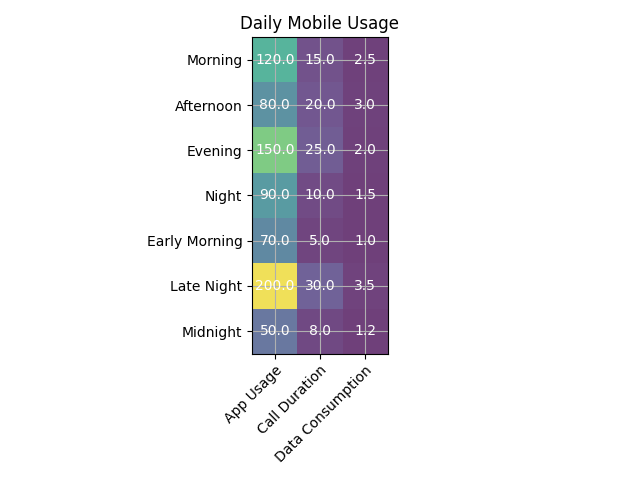 Daily Mobile Usage
Morning 120.0 15.0 2.5
Afternoon 80.0 20.0 3.0
Evening 150.0 25.0 2.0
Night 90.0 10.0 1.5
Early Morning 70.0 5.0 1.0
Late Night 200.0 30.0 3.5
Midnight 50.0 8.0 1.2
App Usage
Call Duration
Data Consumption